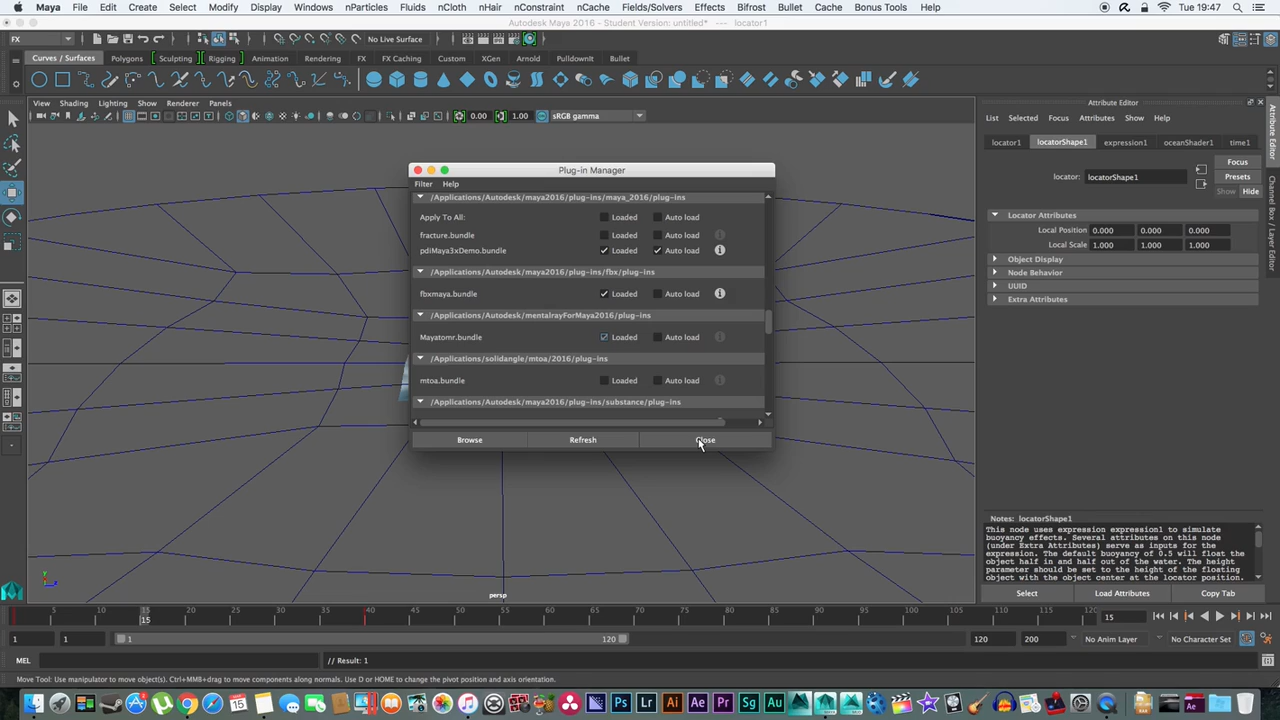 Maya File Edit Create Select Modify Display Windows nParticles Fluids nCloth nHair nConstraint nCache Fields/Solvers Effects Bifrost Bullet Cache Bonus Tools Help Tue 19:47
Autodesk Maya 2016 - Student Version: untitled* --- locator1
FX No Live Surface
Curves / Surfaces Polygons Sculpting Rigging Animation Rendering FX FX Caching Custom XGen Arnold PulldownIt Bullet
View Shading Lighting Show Renderer Panels
0.00 1.00 sRGB gamma
Plug-in Manager
Filter Help
/Applications/Autodesk/maya2016/plug-ins/maya_2016/plug-ins
Apply To All: Loaded Auto load
fracture.bundle Loaded Auto load
pdiMaya3xDemo.bundle Loaded Auto load
/Applications/Autodesk/maya2016/plug-ins/fbx/plug-ins
fbxmaya.bundle Loaded Auto load
/Applications/Autodesk/mentalrayForMaya2016/plug-ins
Mayatomr.bundle Loaded Auto load
/Applications/solidangle/mtoa/2016/plug-ins
mtoa.bundle Loaded Auto load
/Applications/Autodesk/maya2016/plug-ins/substance/plug-ins
Browse Refresh Close
persp
Attribute Editor
List Selected Focus Attributes Show Help
locator1 locatorShape1 expression1 oceanShader1 time1
Focus
locator: locatorShape1 Presets
Show Hide
Locator Attributes
Local Position 0.000 0.000 0.000
Local Scale 1.000 1.000 1.000
Object Display
Node Behavior
UUID
Extra Attributes
Notes: locatorShape1
This node uses expression expression1 to simulate
buoyancy effects. Several attributes on this node
(under Extra Attributes) serve as inputs for the
expression. The default buoyancy of 0.5 will float the
object half in and half out of the water. The height
parameter should be set to the height of the floating
object with the object center at the locator position.
Select Load Attributes Copy Tab
Attribute Editor
Channel Box / Layer Editor
5 10 15 20 25 30 35 40 45 50 55 60 65 70 75 80 85 90 95 100 105 110 115 120
15 15
1 1 1 120 120 200 No Anim Layer No Character Set
MEL // Result: 1
Move Tool: Use manipulator to move object(s). Ctrl+MMB+drag to move components along normals. Use D or HOME to change the pivot position and axis orientation.
15 Ps Lr Ai Ae Pr Sg Au